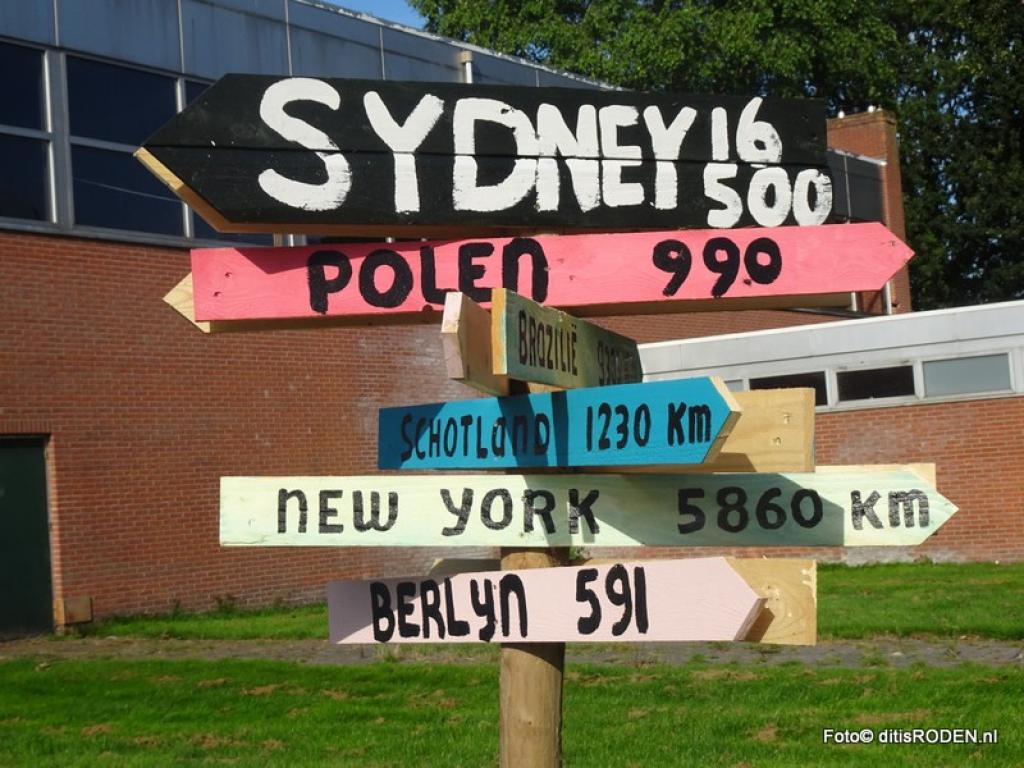 SYDNEY 16 500
POLEN 990
BRAZILIË
SCHOTLAND 1230 KM
NEW YORK 5860 KM
BERLYN 591
Foto© ditisRODEN.nl